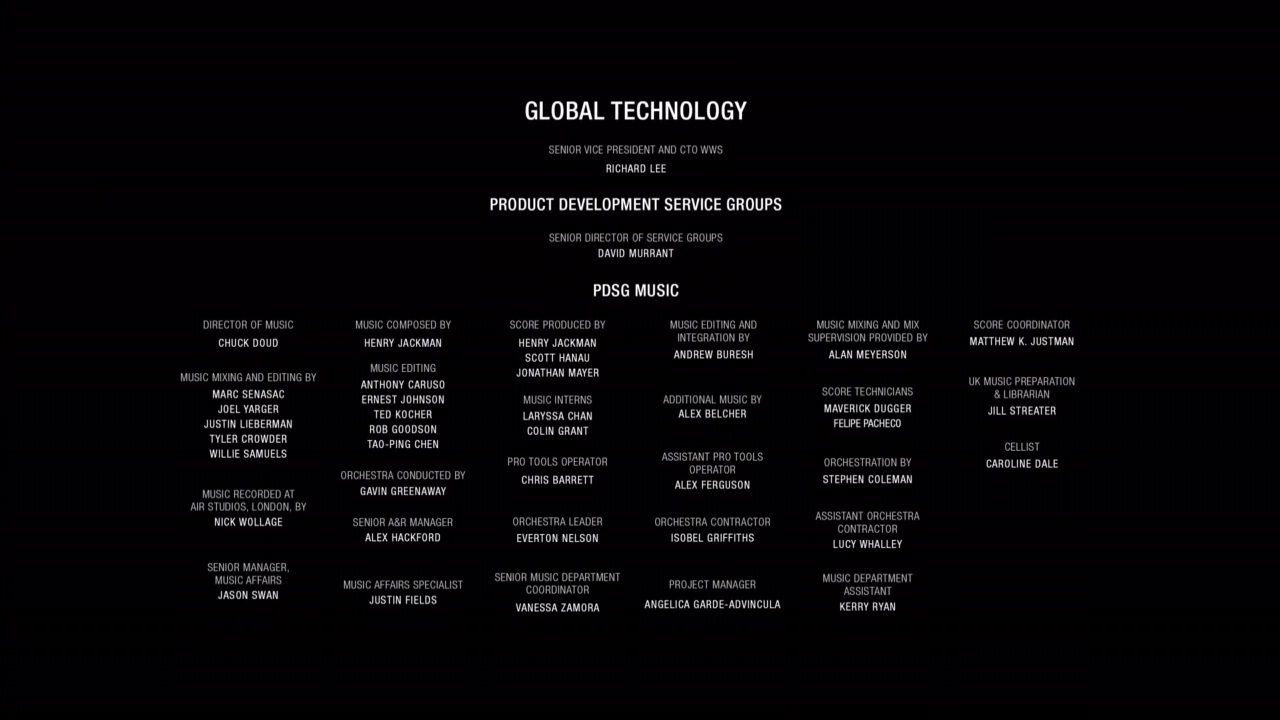 GLOBAL TECHNOLOGY
SENIOR VICE PRESIDENT AND CTO WWS
RICHARD LEE
PRODUCT DEVELOPMENT SERVICE GROUPS
SENIOR DIRECTOR OF SERVICE GROUPS
DAVID MURRANT
PDSG MUSIC
DIRECTOR OF MUSIC
CHUCK DOUD
MUSIC MIXING AND EDITING BY
MARC SENASAC
JOEL YARGER
JUSTIN LIEBERMAN
TYLER CROWDER
WILLIE SAMUELS
MUSIC RECORDED AT
AIR STUDIOS, LONDON, BY
NICK WOLLAGE
SENIOR MANAGER,
MUSIC AFFAIRS
JASON SWAN
MUSIC COMPOSED BY
HENRY JACKMAN
MUSIC EDITING
ANTHONY CARUSO
ERNEST JOHNSON
TED KOCHER
ROB GOODSON
TAO-PING CHEN
ORCHESTRA CONDUCTED BY
GAVIN GREENAWAY
SENIOR A&R MANAGER
ALEX HACKFORD
MUSIC AFFAIRS SPECIALIST
JUSTIN FIELDS
SCORE PRODUCED BY
HENRY JACKMAN
SCOTT HANAU
JONATHAN MAYER
MUSIC INTERNS
LARYSSA CHAN
COLIN GRANT
PRO TOOLS OPERATOR
CHRIS BARRETT
ORCHESTRA LEADER
EVERTON NELSON
SENIOR MUSIC DEPARTMENT
COORDINATOR
VANESSA ZAMORA
MUSIC EDITING AND
INTEGRATION BY
ANDREW BURESH
ADDITIONAL MUSIC BY
ALEX BELCHER
ASSISTANT PRO TOOLS
OPERATOR
ALEX FERGUSON
ORCHESTRA CONTRACTOR
ISOBEL GRIFFITHS
PROJECT MANAGER
ANGELICA GARDE-ADVINCULA
MUSIC MIXING AND MIX
SUPERVISION PROVIDED BY
ALAN MEYERSON
SCORE TECHNICIANS
MAVERICK DUGGER
FELIPE PACHECO
ORCHESTRATION BY
STEPHEN COLEMAN
ASSISTANT ORCHESTRA
CONTRACTOR
LUCY WHALLEY
MUSIC DEPARTMENT
ASSISTANT
KERRY RYAN
SCORE COORDINATOR
MATTHEW K. JUSTMAN
UK MUSIC PREPARATION
& LIBRARIAN
JILL STREATER
CELLIST
CAROLINE DALE